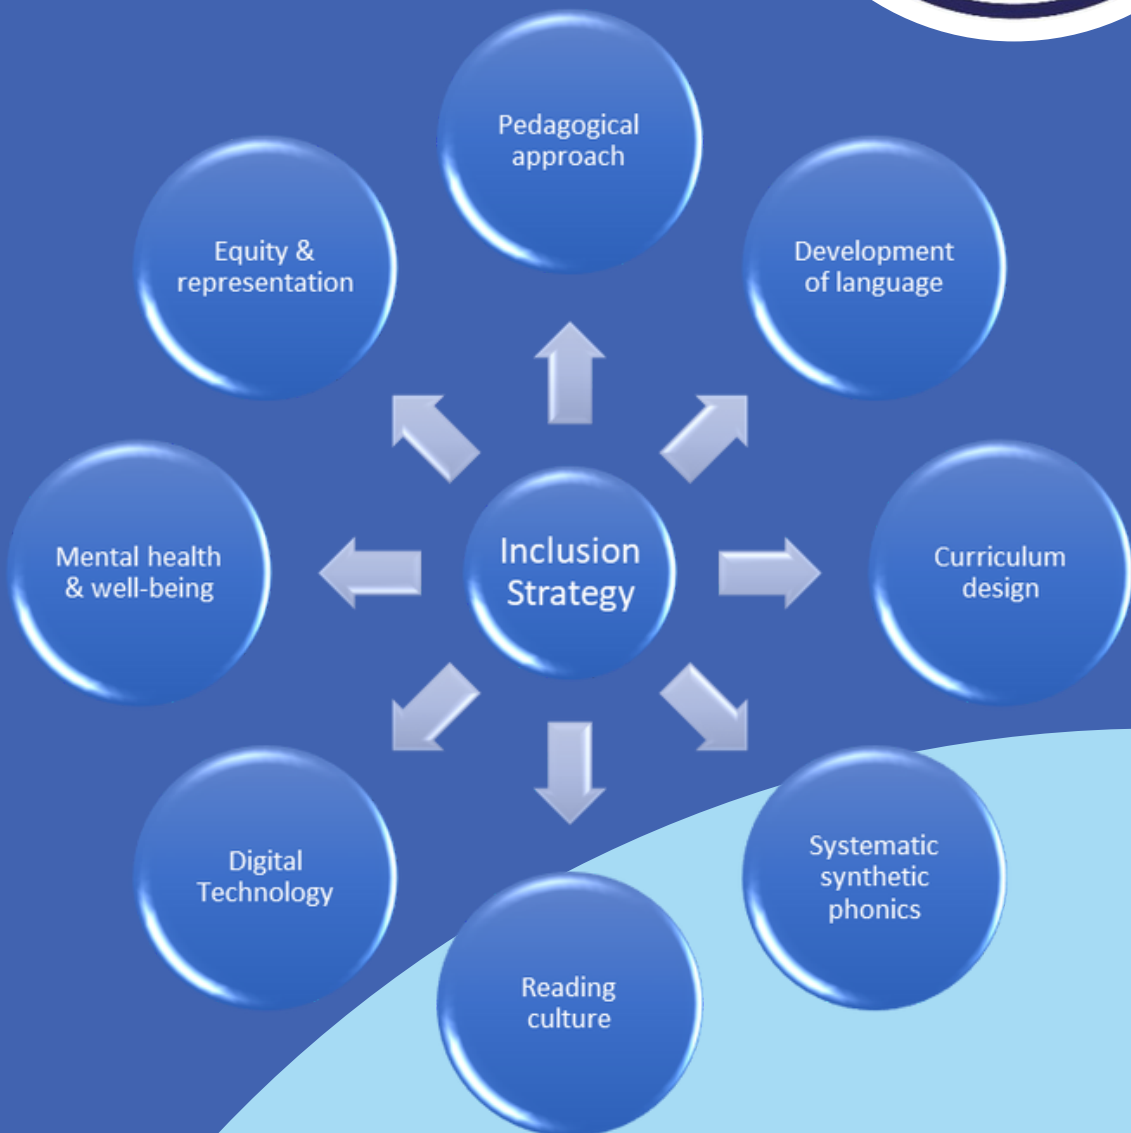 Pedagogical
approach
Development
of language
Curriculum
design
Systematic
synthetic
phonics
Reading
culture
Digital
Technology
Mental health
& well-being
Equity &
representation
Inclusion
Strategy